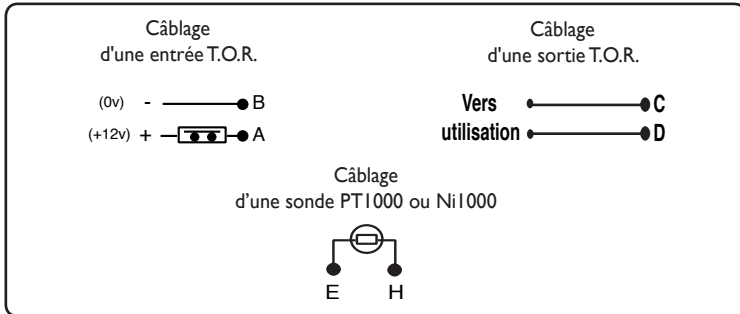 Câblage
d'une entrée T.O.R.
(0v) - B
(+12v) + A
Câblage
d'une sortie T.O.R.
Vers C
utilisation D
Câblage
d'une sonde PT1000 ou Ni1000
E H